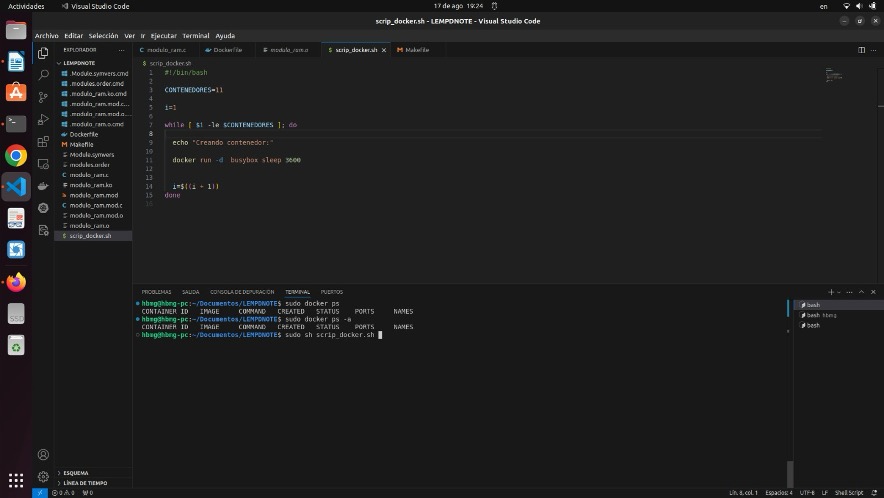 Actividades
Visual Studio Code
17 de ago 19:24
en
scrip_docker.sh - LEMPDNOTE - Visual Studio Code
Archivo Editar Selección Ver Ir Ejecutar Terminal Ayuda
EXPLORADOR
LEMPDNOTE
.Module.symvers.cmd
.modules.order.cmd
.modulo_ram.ko.cmd
.modulo_ram.mod.c...
.modulo_ram.mod.o...
.modulo_ram.o.cmd
Dockerfile
Makefile
Module.symvers
modules.order
modulo_ram.c
modulo_ram.ko
modulo_ram.mod
modulo_ram.mod.c
modulo_ram.mod.o
modulo_ram.o
scrip_docker.sh
ESQUEMA
LÍNEA DE TIEMPO
modulo_ram.c Dockerfile modulo_ram.o scrip_docker.sh Makefile
scrip_docker.sh
1 #!/bin/bash
2
3 CONTENEDORES=11
4
5 i=1
6
7 while [ $i -le $CONTENEDORES ]; do
8
9 echo "Creando contenedor:"
10
11 docker run -d busybox sleep 3600
12
13
14 i=$((i + 1))
15 done
16
PROBLEMAS SALIDA CONSOLA DE DEPURACIÓN TERMINAL PUERTOS
hbmg@hbmg-pc:~/Documentos/LEMPDNOTE$ sudo docker ps
CONTAINER ID IMAGE COMMAND CREATED STATUS PORTS NAMES
hbmg@hbmg-pc:~/Documentos/LEMPDNOTE$ sudo docker ps -a
CONTAINER ID IMAGE COMMAND CREATED STATUS PORTS NAMES
hbmg@hbmg-pc:~/Documentos/LEMPDNOTE$ sudo sh scrip_docker.sh
bash
bash hbmg
bash
0 0 0
Lín. 8, col. 1 Espacios: 4 UTF-8 LF Shell Script